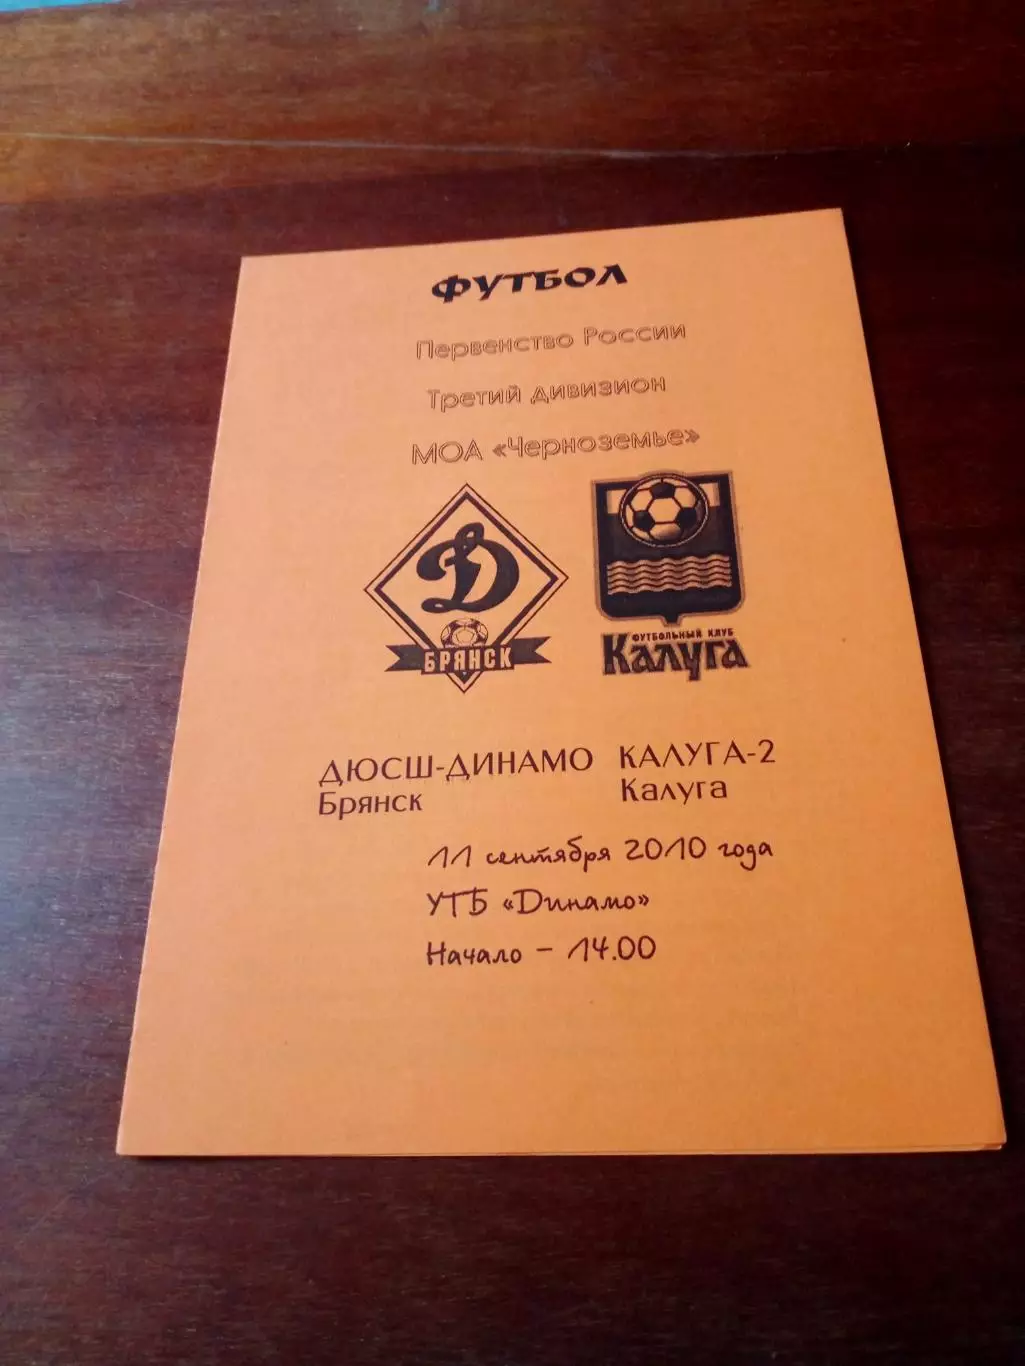 ФУТБОЛ
Первенство России
Третий дивизион
МОА «Черноземье»
Д
БРЯНСК
ФУТБОЛЬНЫЙ КЛУБ
КАЛУГА
ДЮСШ-ДИНАМО КАЛУГА-2
Брянск Калуга
11 сентября 2010 года
УТБ «Динамо»
Начало – 14.00